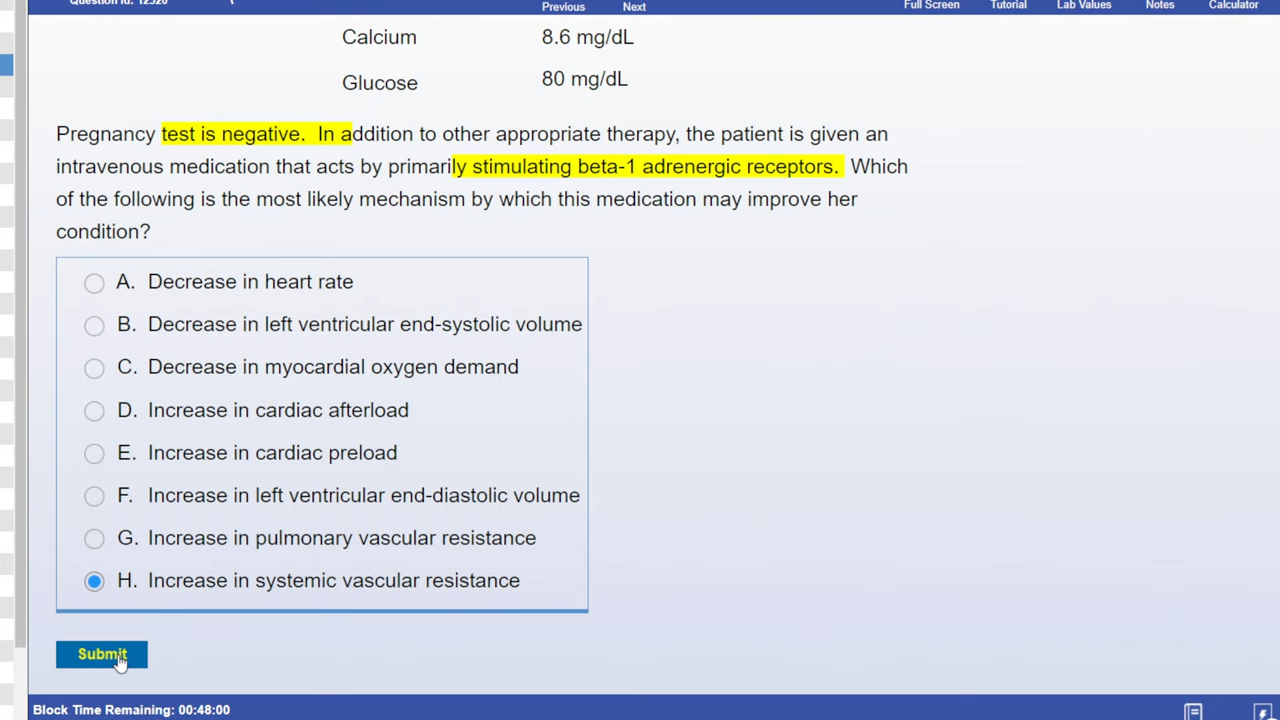 Question Id: 12320
Previous
Next
Full Screen
Tutorial
Lab Values
Notes
Calculator
Calcium 8.6 mg/dL
Glucose 80 mg/dL
Pregnancy test is negative. In addition to other appropriate therapy, the patient is given an
intravenous medication that acts by primarily stimulating beta-1 adrenergic receptors. Which
of the following is the most likely mechanism by which this medication may improve her
condition?
A. Decrease in heart rate
B. Decrease in left ventricular end-systolic volume
C. Decrease in myocardial oxygen demand
D. Increase in cardiac afterload
E. Increase in cardiac preload
F. Increase in left ventricular end-diastolic volume
G. Increase in pulmonary vascular resistance
H. Increase in systemic vascular resistance
Submit
Block Time Remaining: 00:48:00